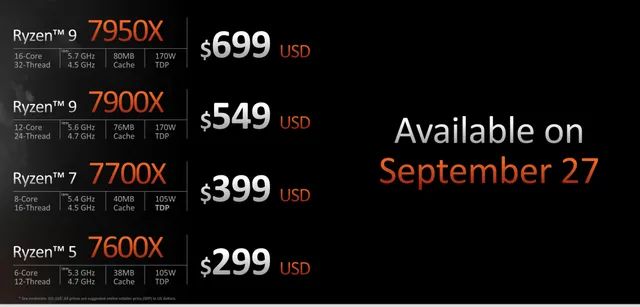 Ryzen™ 9 7950X
16-Core 5.7 GHz 80MB 170W
32-Thread 4.5 GHz Cache TDP
$699 USD
Ryzen™ 9 7900X
12-Core 5.6 GHz 76MB 170W
24-Thread 4.7 GHz Cache TDP
$549 USD
Ryzen™ 7 7700X
8-Core 5.4 GHz 40MB 105W
16-Thread 4.5 GHz Cache TDP
$399 USD
Ryzen™ 5 7600X
6-Core 5.3 GHz 38MB 105W
12-Thread 4.7 GHz Cache TDP
$299 USD
Available on
September 27